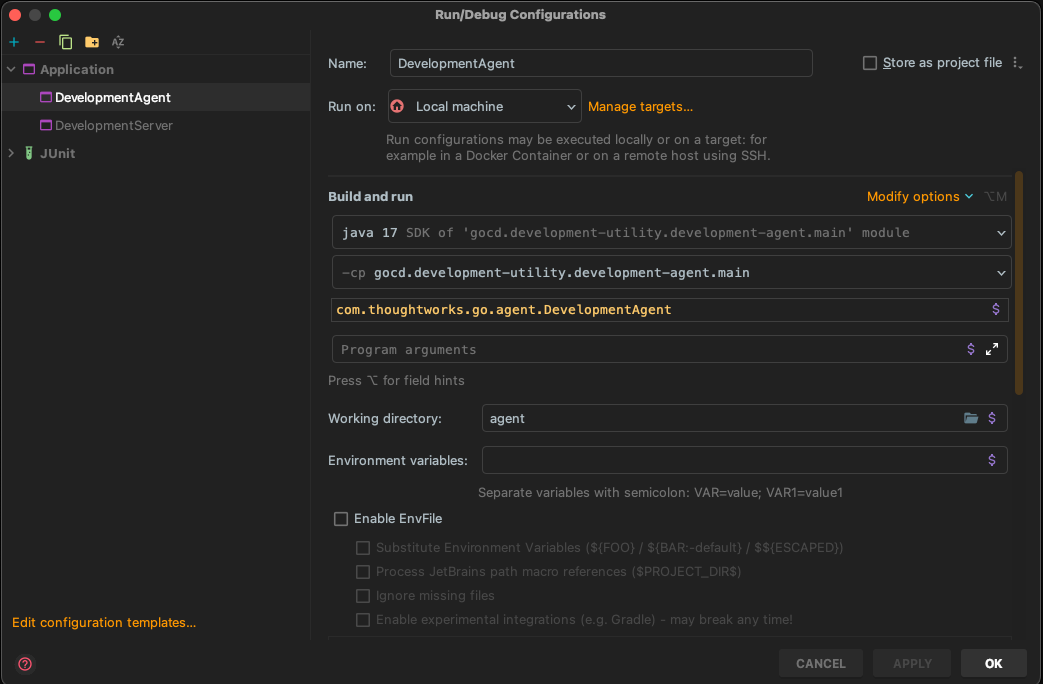 Run/Debug Configurations
Application
DevelopmentAgent
DevelopmentServer
JUnit
Edit configuration templates...
Name:
DevelopmentAgent
Store as project file
Run on:
Local machine
Manage targets...
Run configurations may be executed locally or on a target: for
example in a Docker Container or on a remote host using SSH.
Build and run
Modify options
⌥M
java 17 SDK of 'gocd.development-utility.development-agent.main' module
-cp gocd.development-utility.development-agent.main
com.thoughtworks.go.agent.DevelopmentAgent
Program arguments
Press ⌥ for field hints
Working directory:
agent
Environment variables:
Separate variables with semicolon: VAR=value; VAR1=value1
Enable EnvFile
Substitute Environment Variables (${FOO} / ${BAR:-default} / $${ESCAPED})
Process JetBrains path macro references ($PROJECT_DIR$)
Ignore missing files
Enable experimental integrations (e.g. Gradle) - may break any time!
CANCEL
APPLY
OK